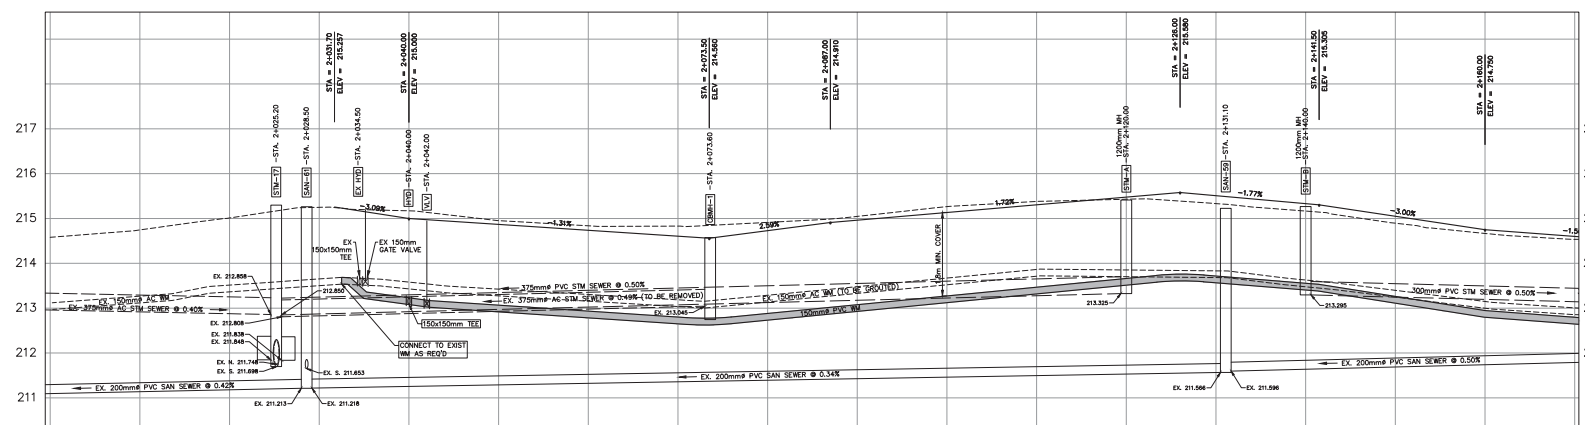 STA = 2+031.70
ELEV = 215.257
STA = 2+040.00
ELEV = 215.000
STA = 2+073.50
ELEV = 214.560
STA = 2+087.00
ELEV = 214.910
STA = 2+126.00
ELEV = 215.580
STA = 2+141.50
ELEV = 215.305
STA = 2+160.00
ELEV = 214.750
217
216
215
214
213
212
211
STM-17 -STA. 2+025.20
SAN-61 -STA. 2+028.50
EX HYD -STA. 2+034.50
HYD -STA. 2+040.00
VLV -STA. 2+042.00
CBMH-1 -STA. 2+073.60
1200mm MH
STM-A -STA. 2+120.00
SAN-59 -STA. 2+131.10
1200mm MH
STM-B -STA. 2+140.00
-3.09%
-1.31%
2.59%
1.72%
-1.77%
-3.00%
EX
150x150mm
TEE
EX 150mm
GATE VALVE
1.8m MIN. COVER
EX. 212.858
212.850
EX. 150mmø AC WM
EX. 375mmø AC STM SEWER @ 0.40%
375mmø PVC STM SEWER @ 0.50%
EX. 375mmø AC STM SEWER @ 0.49% (TO BE REMOVED)
EX. 150mmø AC WM (TO BE GROUTED)
EX. 213.045
150mmø PVC WM
213.325
213.295
300mmø PVC STM SEWER @ 0.50%
EX. 212.808
EX. 211.838
EX. 211.848
EX. N. 211.748
EX. S. 211.698
EX. S. 211.653
150x150mm TEE
CONNECT TO EXIST
WM AS REQ'D
EX. 200mmø PVC SAN SEWER @ 0.42%
EX. 200mmø PVC SAN SEWER @ 0.34%
EX. 200mmø PVC SAN SEWER @ 0.50%
EX. 211.213
EX. 211.218
211.566
211.596